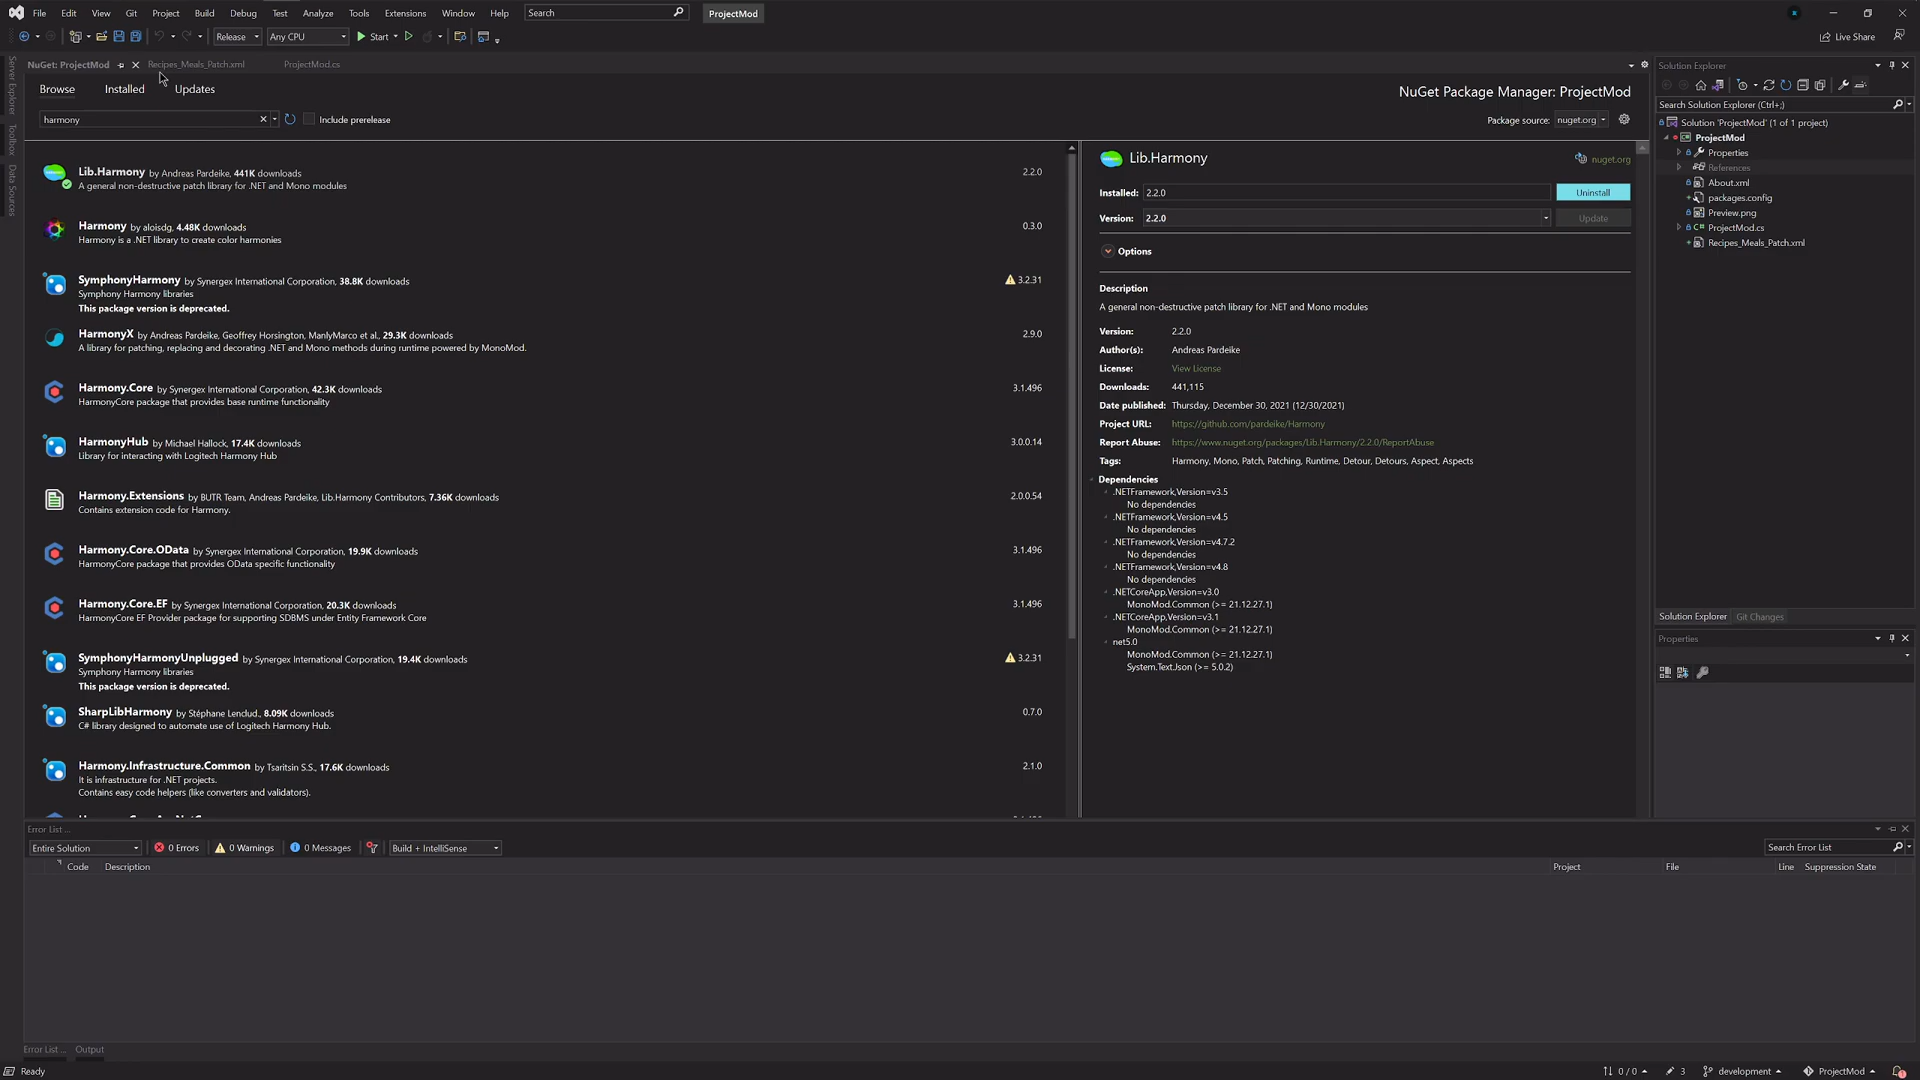 File Edit View Git Project Build Debug Test Analyze Tools Extensions Window Help Search ProjectMod
Release Any CPU Start Live Share
NuGet: ProjectMod Recipes_Meals_Patch.xml ProjectMod.cs
Server Explorer
Toolbox
Data Sources
Browse Installed Updates
NuGet Package Manager: ProjectMod
harmony
Include prerelease
Package source: nuget.org
Lib.Harmony by Andreas Pardeike, 441K downloads 2.2.0
A general non-destructive patch library for .NET and Mono modules
Harmony by aloisdg, 4.48K downloads 0.3.0
Harmony is a .NET library to create color harmonies
SymphonyHarmony by Synergex International Corporation, 38.8K downloads 3.2.31
Symphony Harmony libraries
This package version is deprecated.
HarmonyX by Andreas Pardeike, Geoffrey Horsington, ManlyMarco et al., 29.3K downloads 2.9.0
A library for patching, replacing and decorating .NET and Mono methods during runtime powered by MonoMod.
Harmony.Core by Synergex International Corporation, 42.3K downloads 3.1.496
HarmonyCore package that provides base runtime functionality
HarmonyHub by Michael Hallock, 17.4K downloads 3.0.0.14
Library for interacting with Logitech Harmony Hub
Harmony.Extensions by BUTR Team, Andreas Pardeike, Lib.Harmony Contributors, 7.36K downloads 2.0.0.54
Contains extension code for Harmony.
Harmony.Core.OData by Synergex International Corporation, 19.9K downloads 3.1.496
HarmonyCore package that provides OData specific functionality
Harmony.Core.EF by Synergex International Corporation, 20.3K downloads 3.1.496
HarmonyCore EF Provider package for supporting SDBMS under Entity Framework Core
SymphonyHarmonyUnplugged by Synergex International Corporation, 19.4K downloads 3.2.31
Symphony Harmony libraries
This package version is deprecated.
SharpLibHarmony by Stéphane Lenclud., 8.09K downloads 0.7.0
C# library designed to automate use of Logitech Harmony Hub.
Harmony.Infrastructure.Common by Tsaritsin S.S., 17.6K downloads 2.1.0
It is infrastructure for .NET projects.
Contains easy code helpers (like converters and validators).
Lib.Harmony nuget.org
Installed: 2.2.0 Uninstall
Version: 2.2.0 Update
Options
Description
A general non-destructive patch library for .NET and Mono modules
Version: 2.2.0
Author(s): Andreas Pardeike
License: View License
Downloads: 441,115
Date published: Thursday, December 30, 2021 (12/30/2021)
Project URL: https://github.com/pardeike/Harmony
Report Abuse: https://www.nuget.org/packages/Lib.Harmony/2.2.0/ReportAbuse
Tags: Harmony, Mono, Patch, Patching, Runtime, Detour, Detours, Aspect, Aspects
Dependencies
.NETFramework,Version=v3.5
No dependencies
.NETFramework,Version=v4.5
No dependencies
.NETFramework,Version=v4.7.2
No dependencies
.NETFramework,Version=v4.8
No dependencies
.NETCoreApp,Version=v3.0
MonoMod.Common (>= 21.12.27.1)
.NETCoreApp,Version=v3.1
MonoMod.Common (>= 21.12.27.1)
net5.0
MonoMod.Common (>= 21.12.27.1)
System.Text.Json (>= 5.0.2)
Solution Explorer
Search Solution Explorer (Ctrl+;)
Solution 'ProjectMod' (1 of 1 project)
ProjectMod
Properties
References
About.xml
packages.config
Preview.png
ProjectMod.cs
Recipes_Meals_Patch.xml
Solution Explorer Git Changes
Properties
Error List ...
Entire Solution 0 Errors 0 Warnings 0 Messages Build + IntelliSense Search Error List
Code Description Project File Line Suppression State
Error List ... Output
Ready 0 / 0 3 development ProjectMod